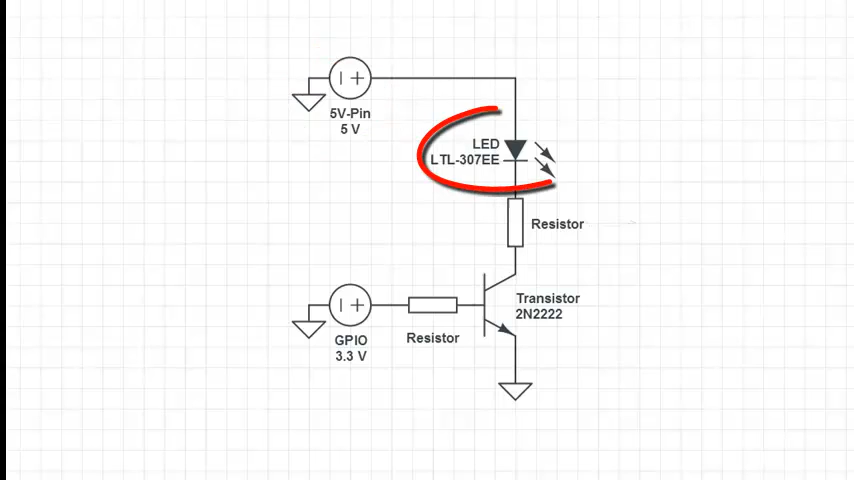 5V-Pin
5 V
LED
LTL-307EE
Resistor
Transistor
2N2222
GPIO
3.3 V
Resistor